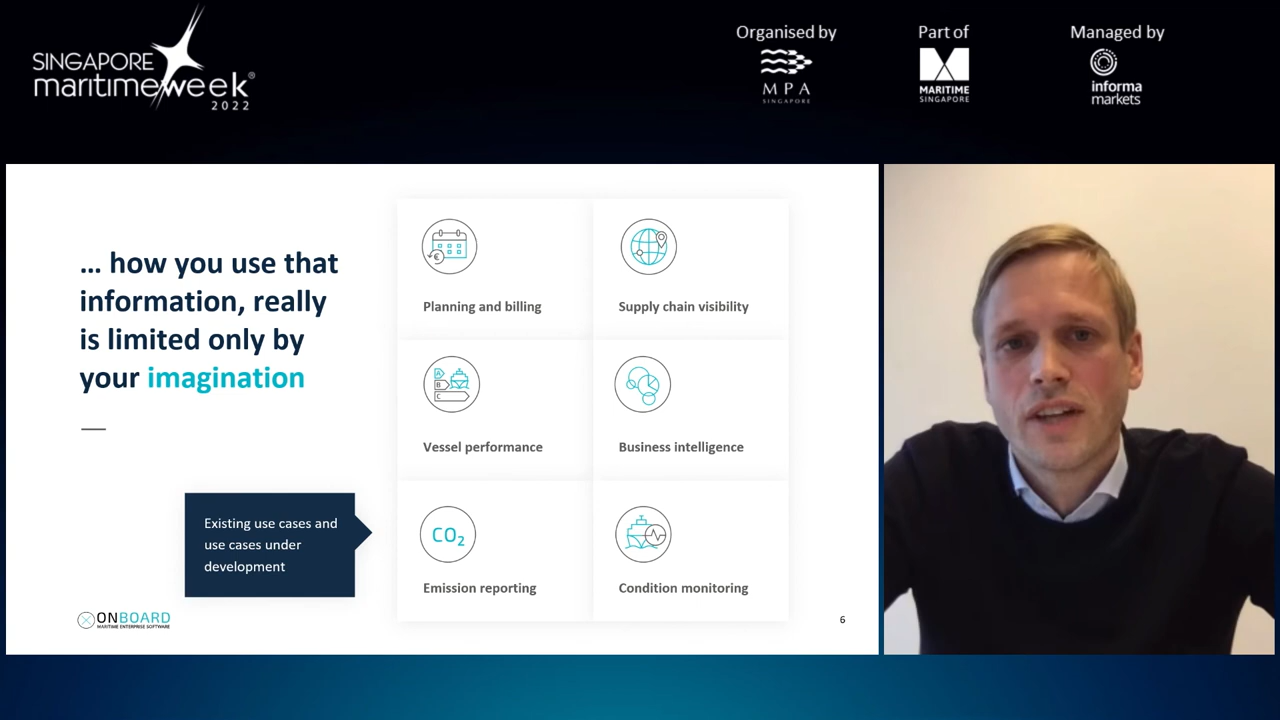 SINGAPORE
maritimeweek®
2022
Organised by
MPA
SINGAPORE
Part of
MARITIME
SINGAPORE
Managed by
informa
markets
… how you use that
information, really
is limited only by
your imagination
Existing use cases and
use cases under
development
Planning and billing
Supply chain visibility
A
B
C
Vessel performance
Business intelligence
CO₂
Emission reporting
Condition monitoring
ONBOARD
MARITIME ENTERPRISE SOFTWARE
6